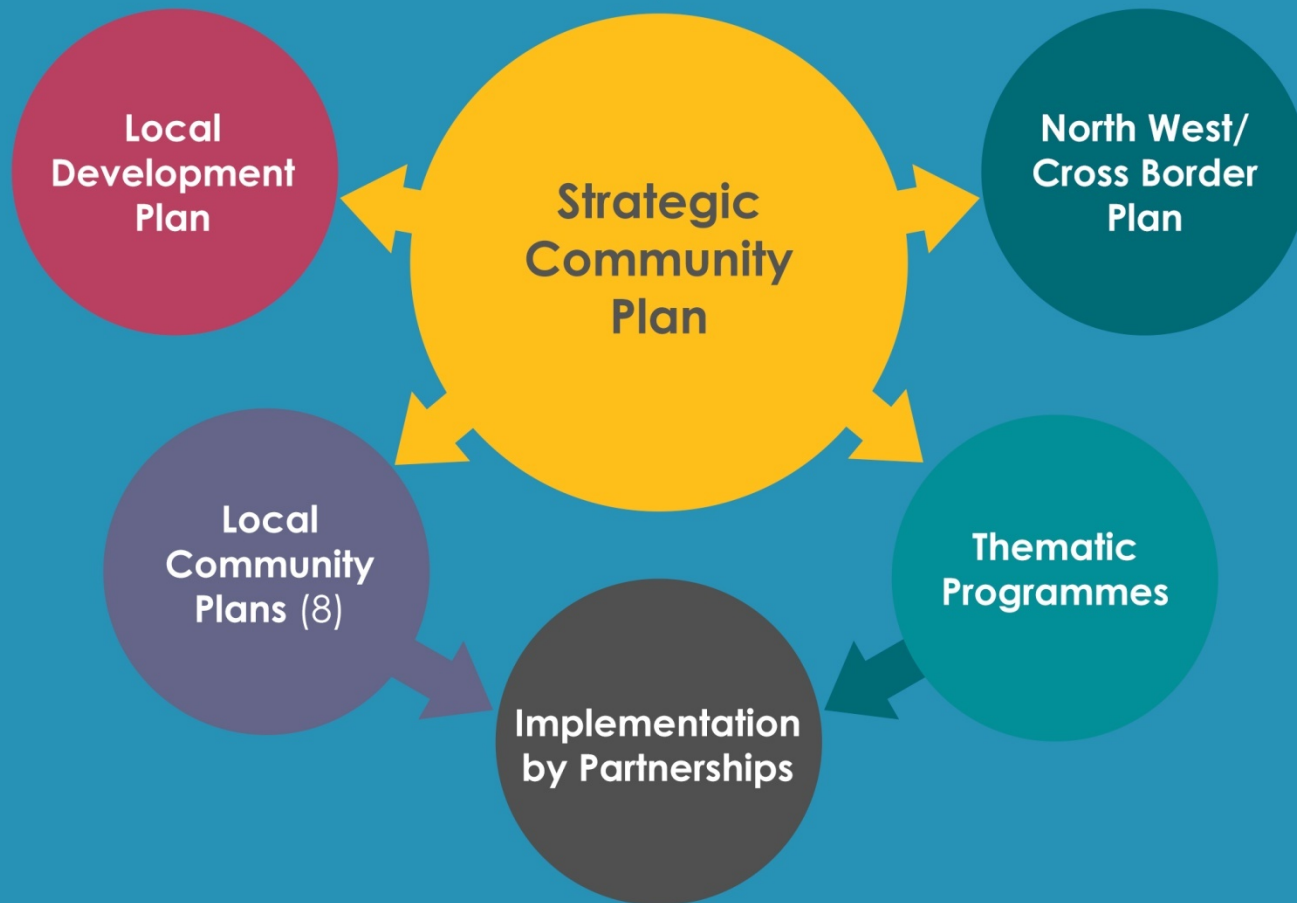 Local
Development
Plan
Strategic
Community
Plan
North West/
Cross Border
Plan
Local
Community
Plans (8)
Thematic
Programmes
Implementation
by Partnerships